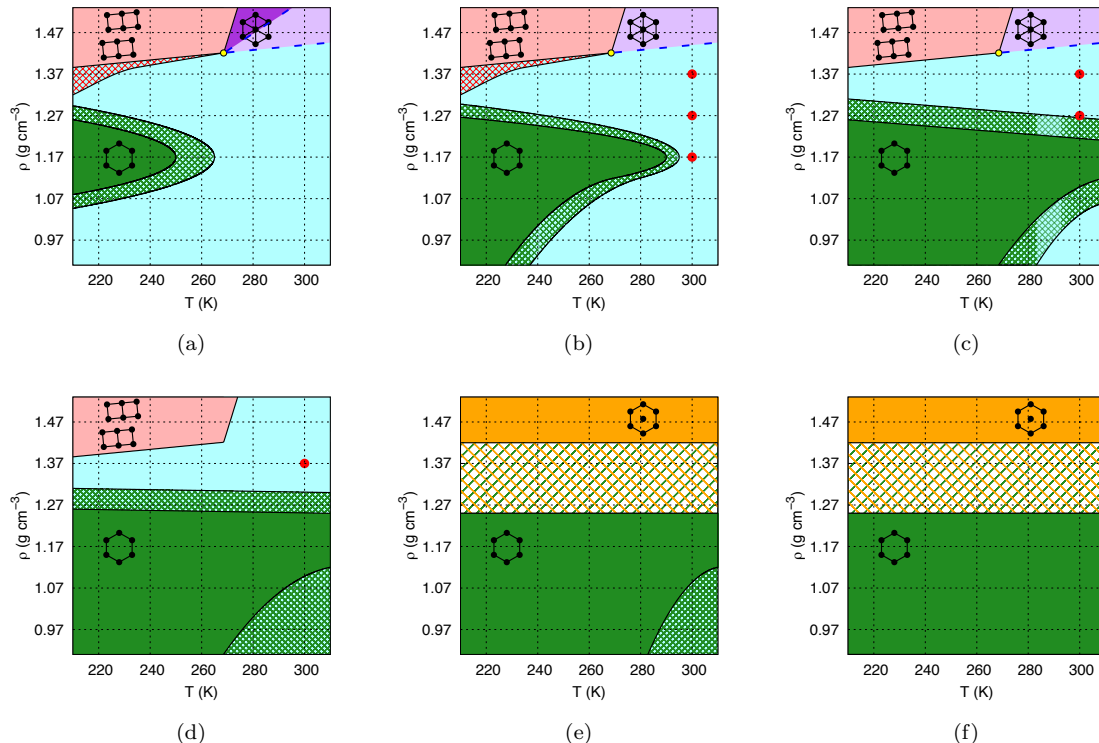 1.47 1.47 1.47
1.37 1.37 1.37
1.27 1.27 1.27
1.17 1.17 1.17
1.07 1.07 1.07
0.97 0.97 0.97
ρ (g cm⁻³) ρ (g cm⁻³) ρ (g cm⁻³)
220 240 260 280 300 220 240 260 280 300 220 240 260 280 300
T (K) T (K) T (K)
(a) (b) (c)
1.47 1.47 1.47
1.37 1.37 1.37
1.27 1.27 1.27
1.17 1.17 1.17
1.07 1.07 1.07
0.97 0.97 0.97
ρ (g cm⁻³) ρ (g cm⁻³) ρ (g cm⁻³)
220 240 260 280 300 220 240 260 280 300 220 240 260 280 300
T (K) T (K) T (K)
(d) (e) (f)